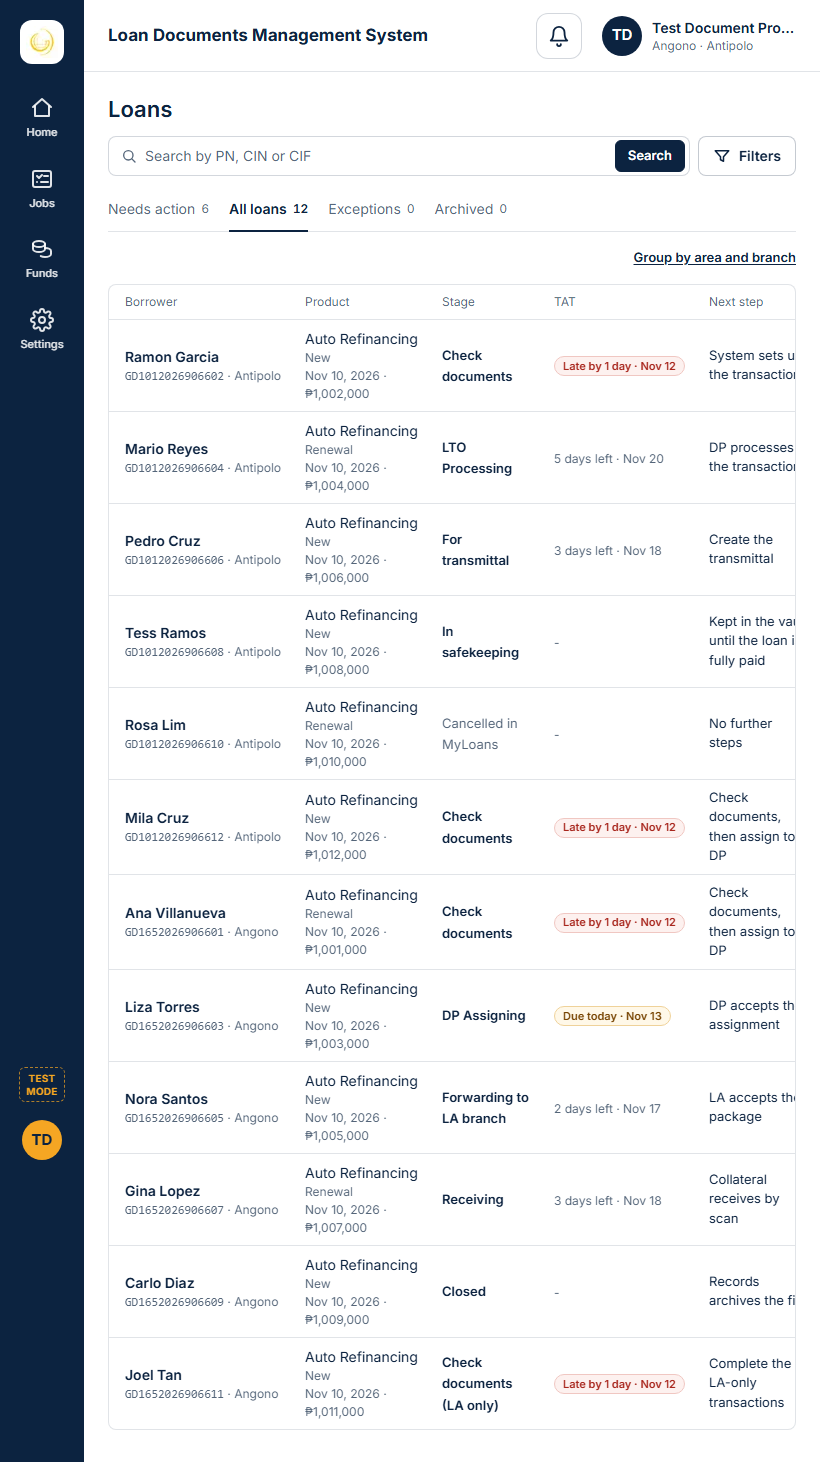 Loan Documents Management System
TD
Test Document Pro...
Angono · Antipolo
Home
Jobs
Funds
Settings
TEST
MODE
TD
Loans
Search by PN, CIN or CIF
Search
Filters
Needs action 6
All loans 12
Exceptions 0
Archived 0
Group by area and branch
Borrower Product Stage TAT Next step
Ramon Garcia
GD1012026906602 · Antipolo
Auto Refinancing
New
Nov 10, 2026 ·
₱1,002,000
Check
documents
Late by 1 day · Nov 12
System sets u
the transaction
Mario Reyes
GD1012026906604 · Antipolo
Auto Refinancing
Renewal
Nov 10, 2026 ·
₱1,004,000
LTO
Processing
5 days left · Nov 20
DP processes
the transaction
Pedro Cruz
GD1012026906606 · Antipolo
Auto Refinancing
New
Nov 10, 2026 ·
₱1,006,000
For
transmittal
3 days left · Nov 18
Create the
transmittal
Tess Ramos
GD1012026906608 · Antipolo
Auto Refinancing
New
Nov 10, 2026 ·
₱1,008,000
In
safekeeping
-
Kept in the vau
until the loan i
fully paid
Rosa Lim
GD1012026906610 · Antipolo
Auto Refinancing
Renewal
Nov 10, 2026 ·
₱1,010,000
Cancelled in
MyLoans
-
No further
steps
Mila Cruz
GD1012026906612 · Antipolo
Auto Refinancing
New
Nov 10, 2026 ·
₱1,012,000
Check
documents
Late by 1 day · Nov 12
Check
documents,
then assign to
DP
Ana Villanueva
GD1652026906601 · Angono
Auto Refinancing
Renewal
Nov 10, 2026 ·
₱1,001,000
Check
documents
Late by 1 day · Nov 12
Check
documents,
then assign to
DP
Liza Torres
GD1652026906603 · Angono
Auto Refinancing
New
Nov 10, 2026 ·
₱1,003,000
DP Assigning
Due today · Nov 13
DP accepts th
assignment
Nora Santos
GD1652026906605 · Angono
Auto Refinancing
New
Nov 10, 2026 ·
₱1,005,000
Forwarding to
LA branch
2 days left · Nov 17
LA accepts the
package
Gina Lopez
GD1652026906607 · Angono
Auto Refinancing
Renewal
Nov 10, 2026 ·
₱1,007,000
Receiving
3 days left · Nov 18
Collateral
receives by
scan
Carlo Diaz
GD1652026906609 · Angono
Auto Refinancing
New
Nov 10, 2026 ·
₱1,009,000
Closed
-
Records
archives the fi
Joel Tan
GD1652026906611 · Angono
Auto Refinancing
New
Nov 10, 2026 ·
₱1,011,000
Check
documents
(LA only)
Late by 1 day · Nov 12
Complete the
LA-only
transactions